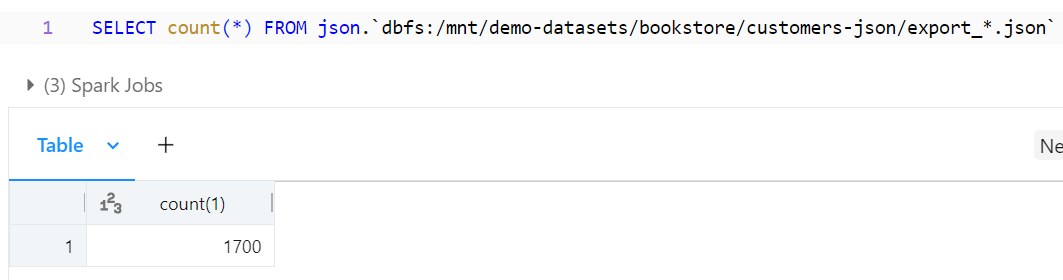 1 SELECT count(*) FROM json.`dbfs:/mnt/demo-datasets/bookstore/customers-json/export_*.json`
(3) Spark Jobs
Table + Ne
123 count(1)
1 1700